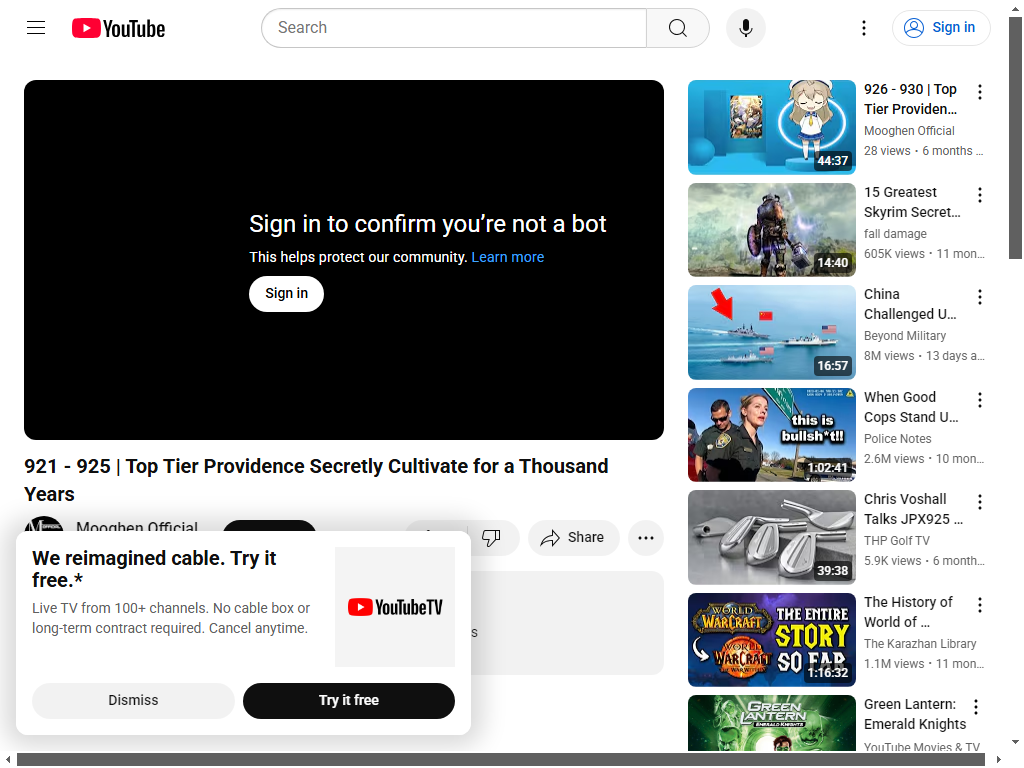 YouTube
Search
Sign in
Sign in to confirm you’re not a bot
This helps protect our community. Learn more
Sign in
921 - 925 | Top Tier Providence Secretly Cultivate for a Thousand
Years
Mooghen Official
Share
We reimagined cable. Try it
free.*
Live TV from 100+ channels. No cable box or
long-term contract required. Cancel anytime.
YouTubeTV
Dismiss
Try it free
44:37
926 - 930 | Top
Tier Providen…
Mooghen Official
28 views • 6 months …
14:40
15 Greatest
Skyrim Secret…
fall damage
605K views • 11 mon…
16:57
China
Challenged U…
Beyond Military
8M views • 13 days a…
this is
bullsh*t!!
1:02:41
When Good
Cops Stand U…
Police Notes
2.6M views • 10 mon…
39:38
Chris Voshall
Talks JPX925 …
THP Golf TV
5.9K views • 6 month…
WORLD
WARCRAFT
WORLD
WARCRAFT
THE ENTIRE
STORY
SO FAR
1:16:32
The History of
World of …
The Karazhan Library
1.1M views • 11 mon…
GREEN
LANTERN
EMERALD KNIGHTS
Green Lantern:
Emerald Knights
YouTube Movies & TV